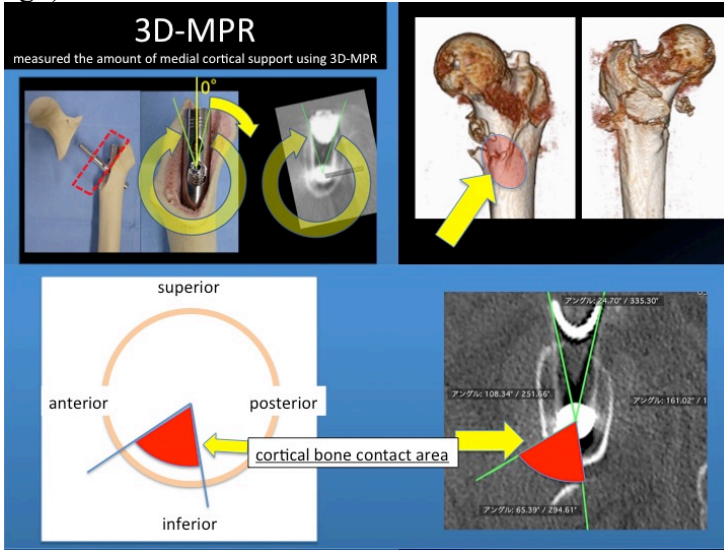 3D-MPR
measured the amount of medial cortical support using 3D-MPR
0°
superior
anterior
posterior
inferior
cortical bone contact area
アングル: 24.70° / 335.30°
アングル: 108.34° / 251.66°
アングル: 161.02° / 1
アングル: 65.39° / 294.61°